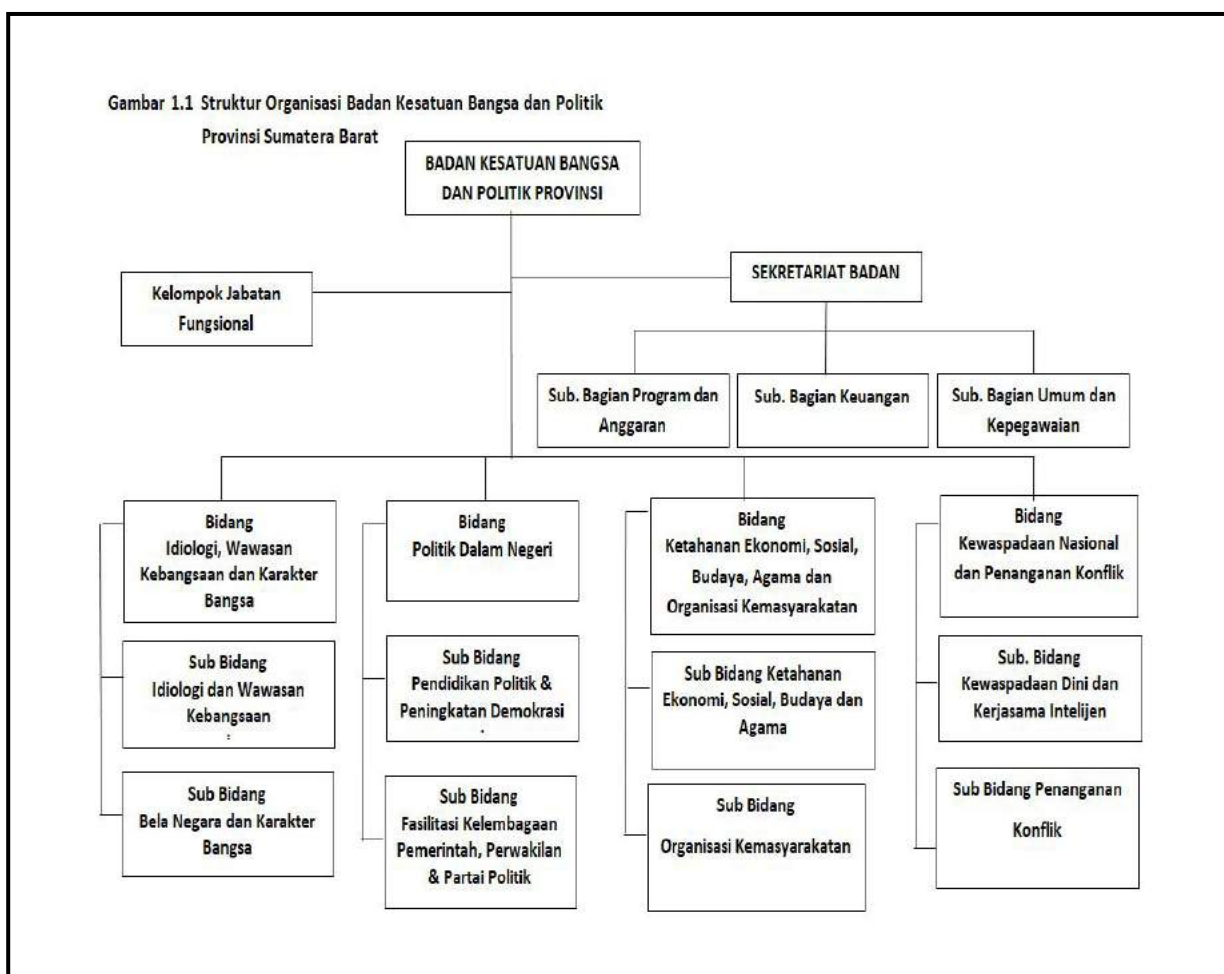 Gambar 1.1 Struktur Organisasi Badan Kesatuan Bangsa dan Politik
Provinsi Sumatera Barat
BADAN KESATUAN BANGSA
DAN POLITIK PROVINSI
SEKRETARIAT BADAN
Kelompok Jabatan
Fungsional
Sub. Bagian Program dan
Anggaran
Sub. Bagian Keuangan
Sub. Bagian Umum dan
Kepegawaian
Bidang
Idiologi, Wawasan
Kebangsaan dan Karakter
Bangsa
Bidang
Politik Dalam Negeri
Bidang
Ketahanan Ekonomi, Sosial,
Budaya, Agama dan
Organisasi Kemasyarakatan
Bidang
Kewaspadaan Nasional
dan Penanganan Konflik
Sub Bidang
Idiologi dan Wawasan
Kebangsaan
Sub Bidang
Pendidikan Politik &
Peningkatan Demokrasi
Sub Bidang Ketahanan
Ekonomi, Sosial, Budaya dan
Agama
Sub. Bidang
Kewaspadaan Dini dan
Kerjasama Intelijen
Sub Bidang
Bela Negara dan Karakter
Bangsa
Sub Bidang
Fasilitasi Kelembagaan
Pemerintah, Perwakilan
& Partai Politik
Sub Bidang
Organisasi Kemasyarakatan
Sub Bidang Penanganan
Konflik